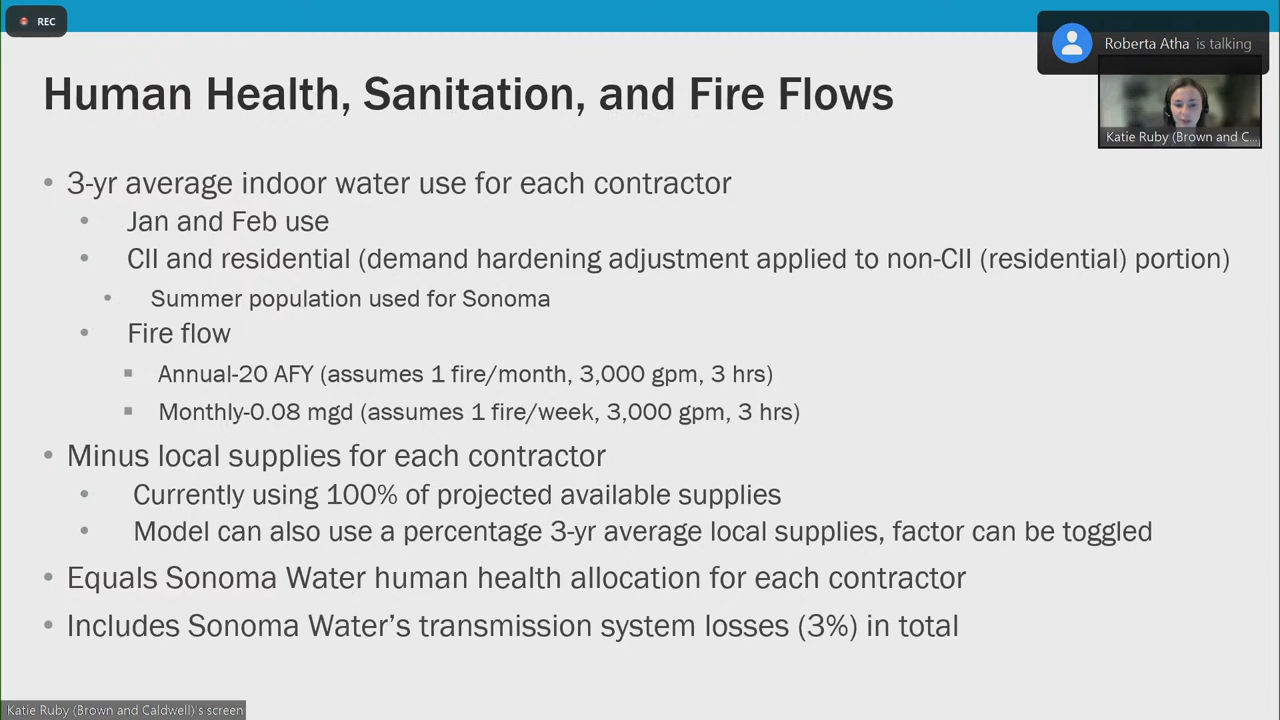 REC
Roberta Atha is talking
Human Health, Sanitation, and Fire Flows
Katie Ruby (Brown and C...
• 3-yr average indoor water use for each contractor
• Jan and Feb use
• CII and residential (demand hardening adjustment applied to non-CII (residential) portion)
• Summer population used for Sonoma
• Fire flow
▪ Annual-20 AFY (assumes 1 fire/month, 3,000 gpm, 3 hrs)
▪ Monthly-0.08 mgd (assumes 1 fire/week, 3,000 gpm, 3 hrs)
• Minus local supplies for each contractor
• Currently using 100% of projected available supplies
• Model can also use a percentage 3-yr average local supplies, factor can be toggled
• Equals Sonoma Water human health allocation for each contractor
• Includes Sonoma Water’s transmission system losses (3%) in total
Katie Ruby (Brown and Caldwell)'s screen